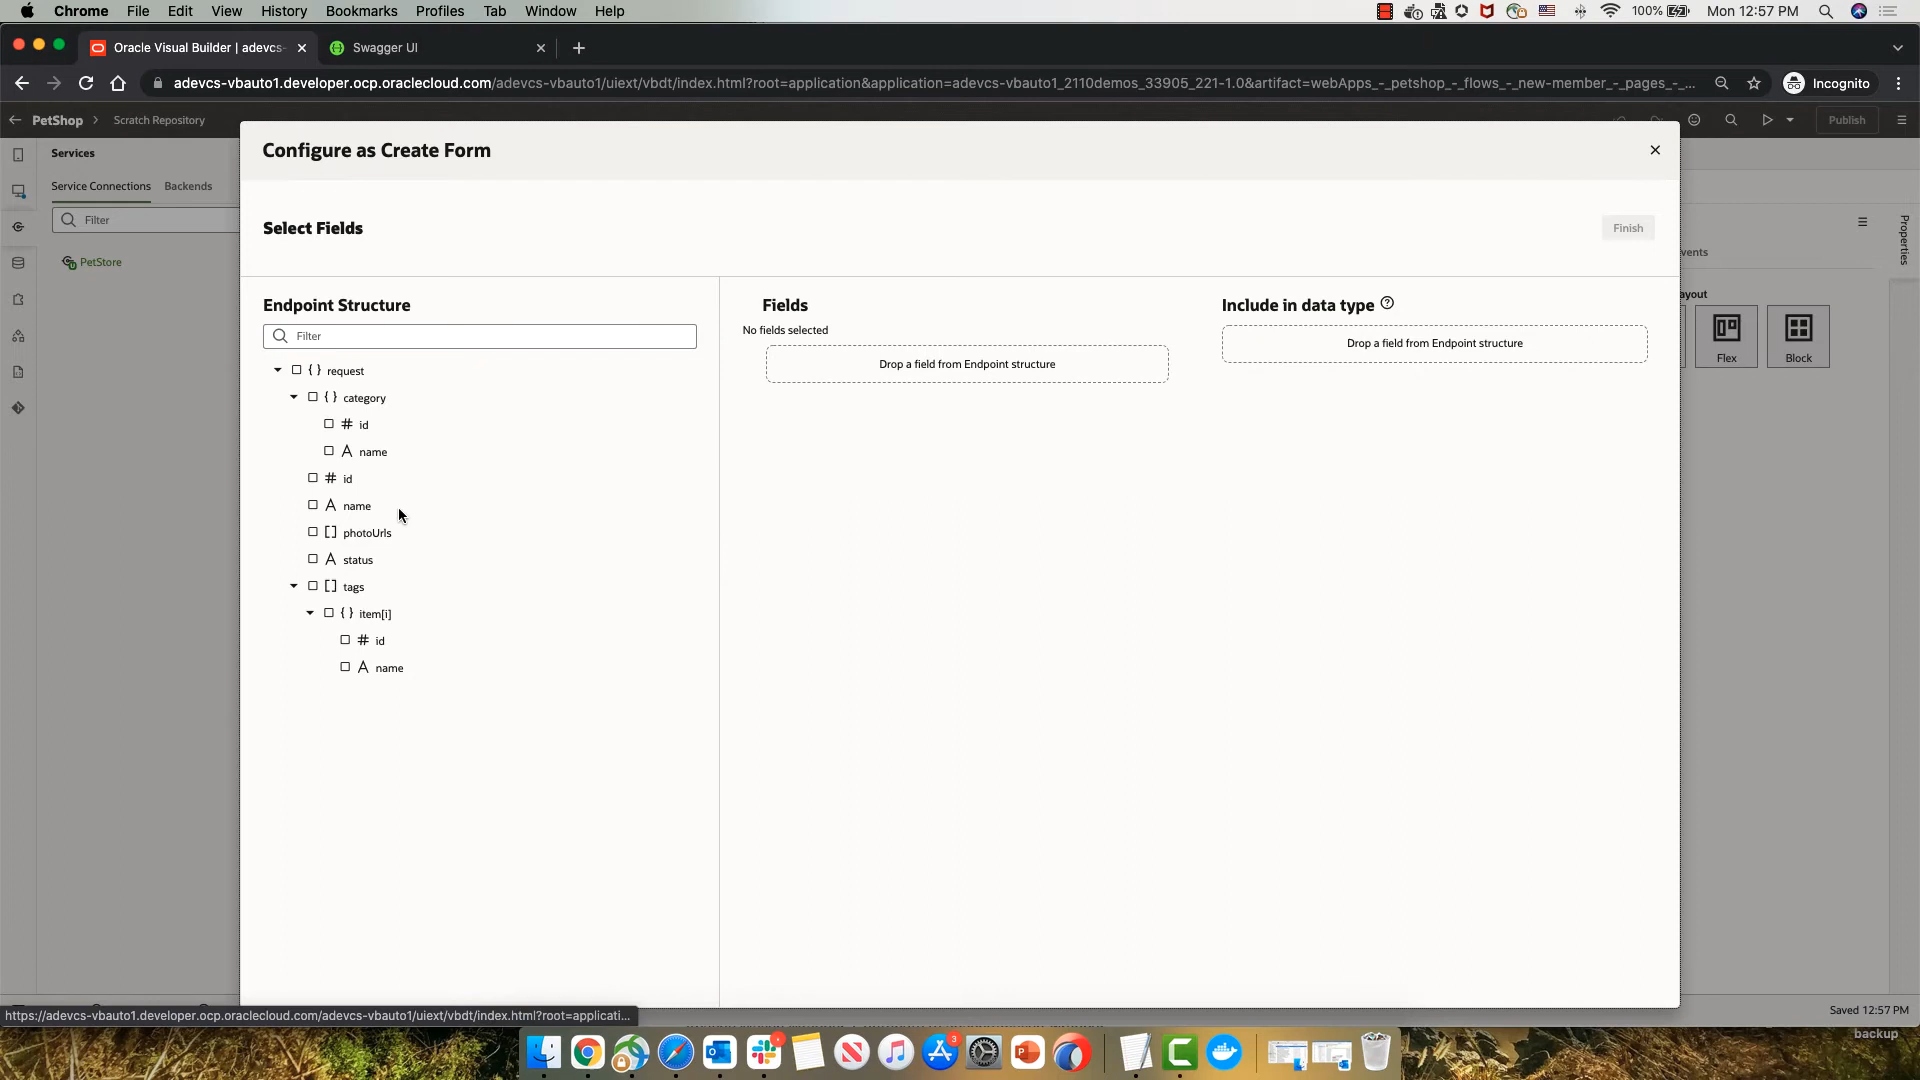 Chrome File Edit View History Bookmarks Profiles Tab Window Help 100% Mon 12:57 PM
Oracle Visual Builder | adevcs-
Swagger UI
adevcs-vbauto1.developer.ocp.oraclecloud.com/adevcs-vbauto1/uiext/vbdt/index.html?root=application&application=adevcs-vbauto1_2110demos_33905_221-1.0&artifact=webApps_-_petshop_-_flows_-_new-member_-_pages_-_...
Incognito
PetShop > Scratch Repository
Publish
Services
Service Connections Backends
Filter
PetStore
Configure as Create Form
Select Fields
Finish
Endpoint Structure
Filter
{ } request
{ } category
# id
A name
# id
A name
[ ] photoUrls
A status
[ ] tags
{ } item[i]
# id
A name
Fields
No fields selected
Drop a field from Endpoint structure
Include in data type ?
Drop a field from Endpoint structure
vents
ayout
Flex
Block
Properties
https://adevcs-vbauto1.developer.ocp.oraclecloud.com/adevcs-vbauto1/uiext/vbdt/index.html?root=applicati...
Saved 12:57 PM
backup
3